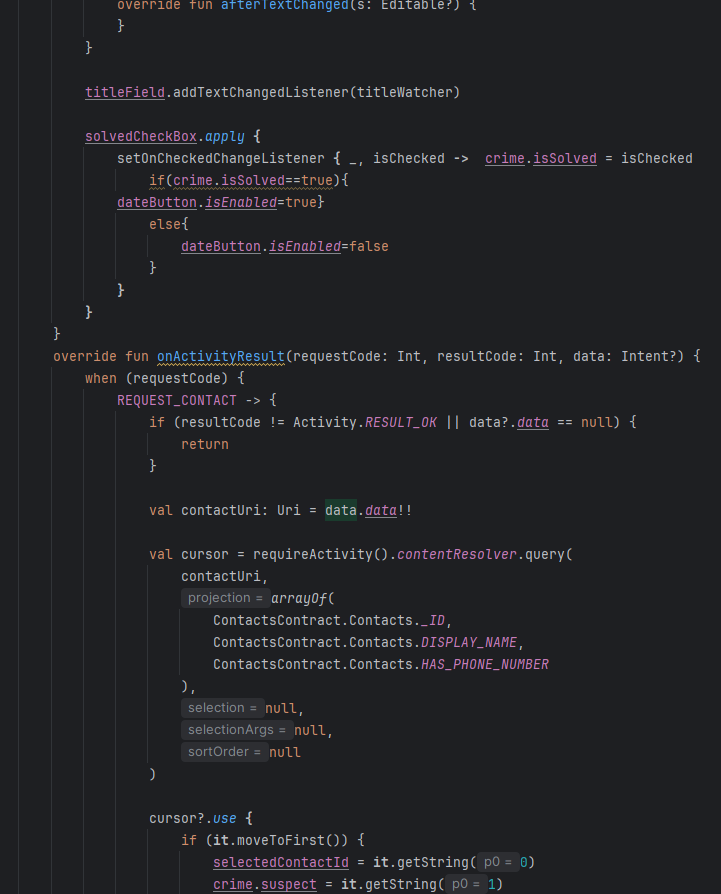 override fun afterTextChanged(s: Editable?) {
}
}
titleField.addTextChangedListener(titleWatcher)
solvedCheckBox.apply {
setOnCheckedChangeListener { _, isChecked -> crime.isSolved = isChecked
if(crime.isSolved==true){
dateButton.isEnabled=true}
else{
dateButton.isEnabled=false
}
}
}
}
override fun onActivityResult(requestCode: Int, resultCode: Int, data: Intent?) {
when (requestCode) {
REQUEST_CONTACT -> {
if (resultCode != Activity.RESULT_OK || data?.data == null) {
return
}
val contactUri: Uri = data.data!!
val cursor = requireActivity().contentResolver.query(
contactUri,
projection = arrayOf(
ContactsContract.Contacts._ID,
ContactsContract.Contacts.DISPLAY_NAME,
ContactsContract.Contacts.HAS_PHONE_NUMBER
),
selection = null,
selectionArgs = null,
sortOrder = null
)
cursor?.use {
if (it.moveToFirst()) {
selectedContactId = it.getString( p0 = 0)
crime.suspect = it.getString( p0 = 1)